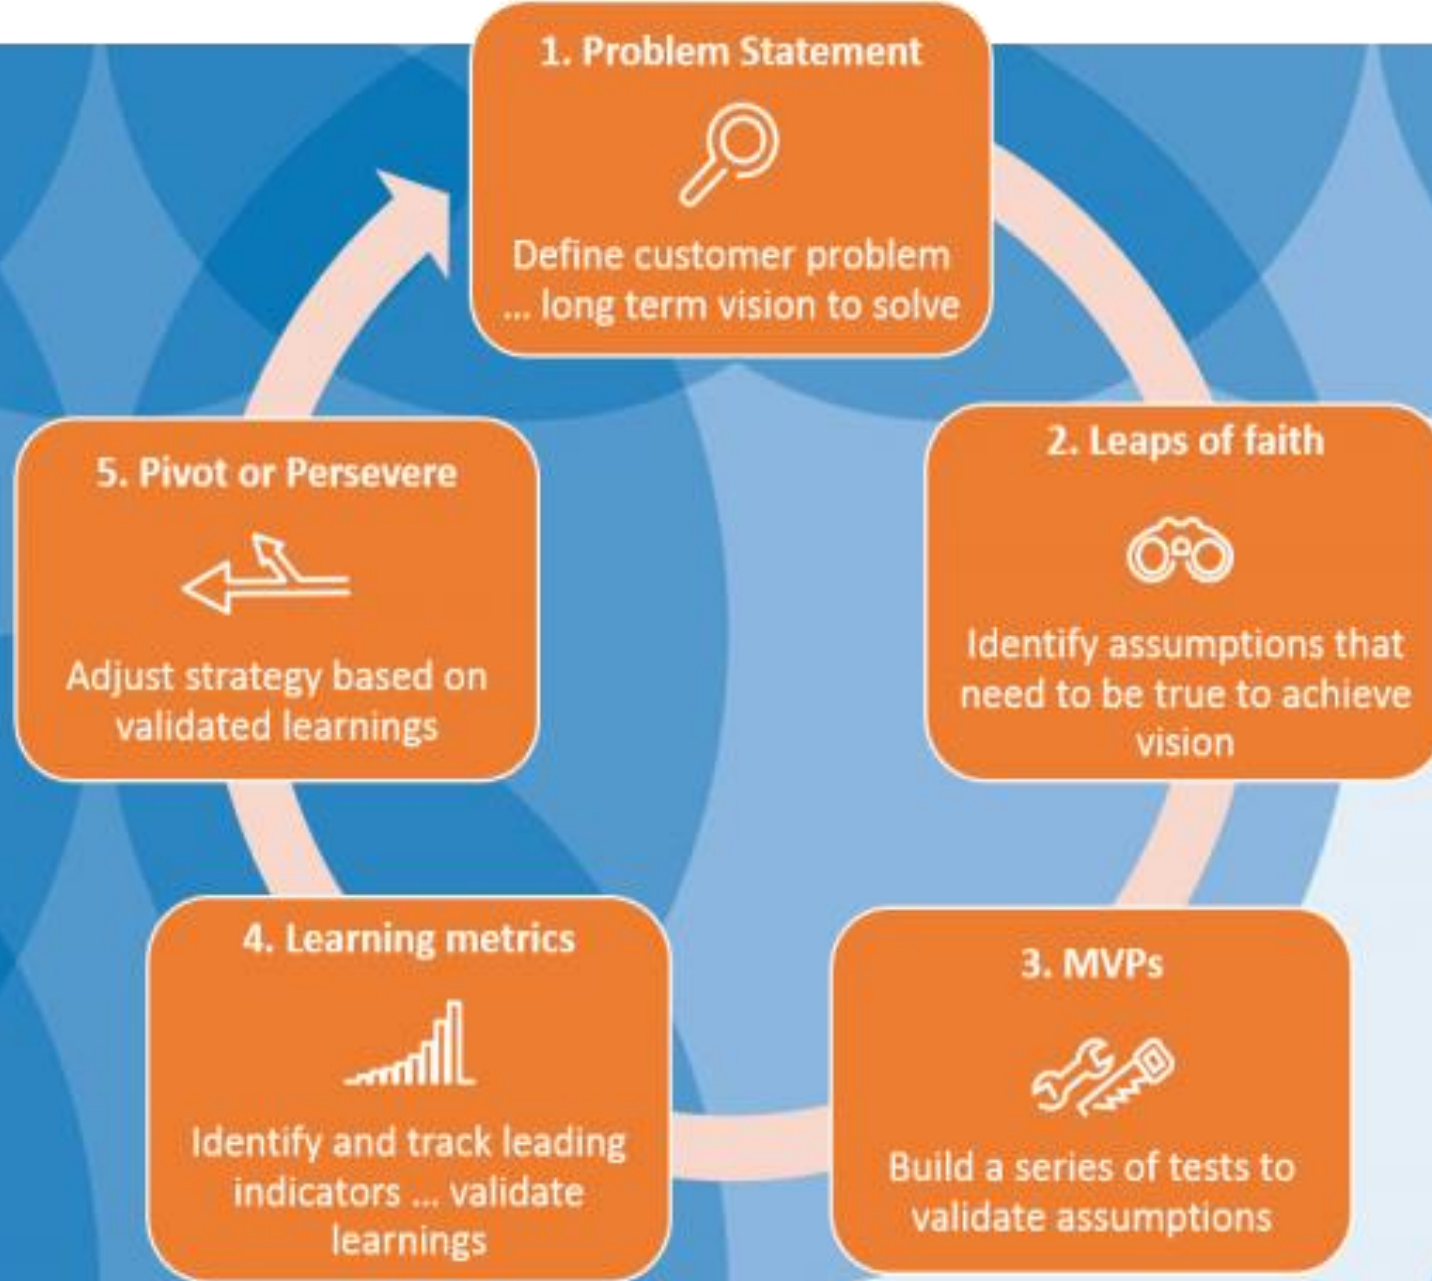 1. Problem Statement
Define customer problem
... long term vision to solve
2. Leaps of faith
Identify assumptions that
need to be true to achieve
vision
3. MVPs
Build a series of tests to
validate assumptions
4. Learning metrics
Identify and track leading
indicators ... validate
learnings
5. Pivot or Persevere
Adjust strategy based on
validated learnings